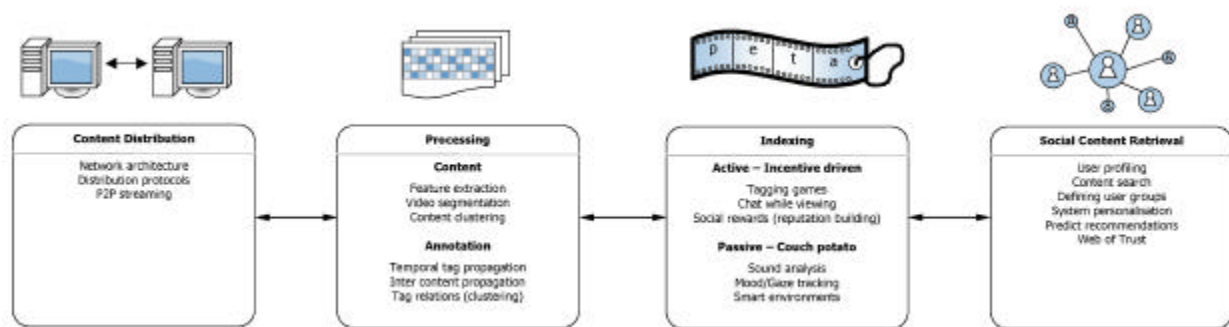 p e t a
Content Distribution
Network architecture
Distribution protocols
P2P streaming
Processing
Content
Feature extraction
Video segmentation
Content clustering
Annotation
Temporal tag propagation
Inter content propagation
Tag relations (clustering)
Indexing
Active – Incentive driven
Tagging games
Chat while viewing
Social rewards (reputation building)
Passive – Couch potato
Sound analysis
Mood/Gaze tracking
Smart environments
Social Content Retrieval
User profiling
Content search
Defining user groups
System personalisation
Predict recommendations
Web of Trust